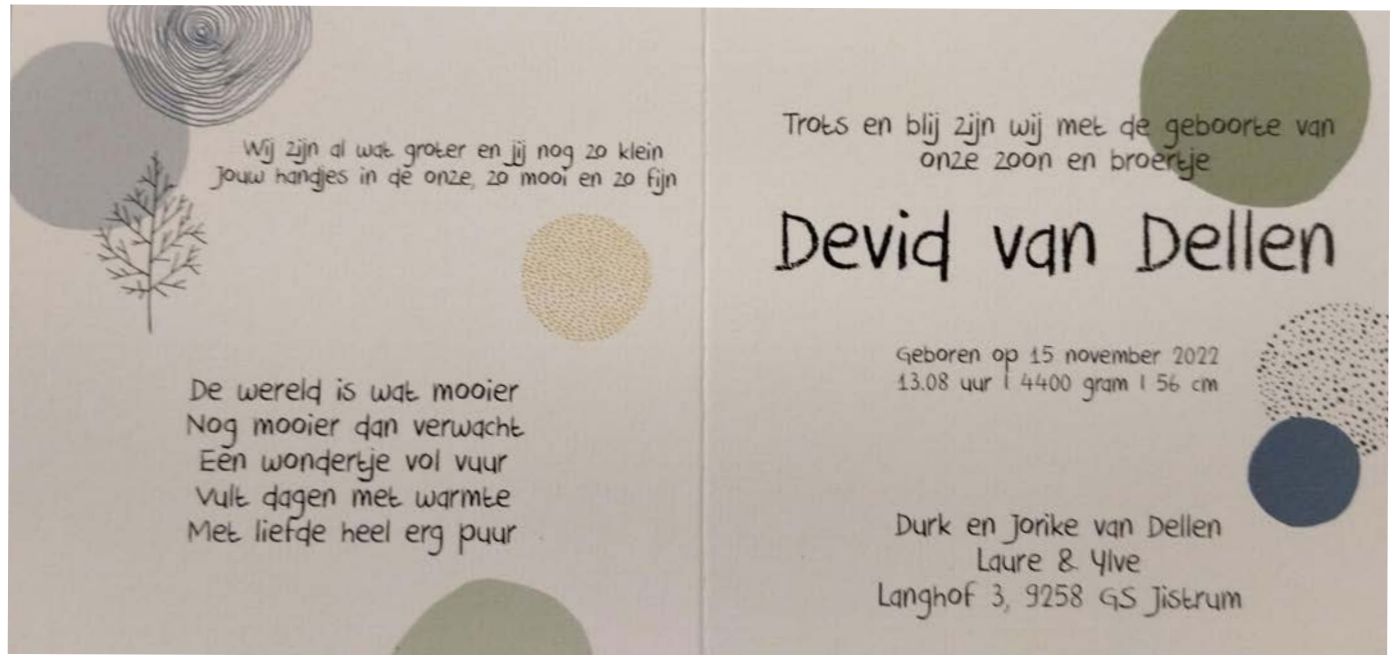 Wij zijn al wat groter en jij nog zo klein
Jouw handjes in de onze, zo mooi en zo fijn
De wereld is wat mooier
Nog mooier dan verwacht
Een wondertje vol vuur
Vult dagen met warmte
Met liefde heel erg puur
Trots en blij zijn wij met de geboorte van
onze zoon en broertje
Devid van Dellen
Geboren op 15 november 2022
13.08 uur | 4400 gram | 56 cm
Durk en Jorike van Dellen
Laure & Ylve
Langhof 3, 9258 GS Jistrum